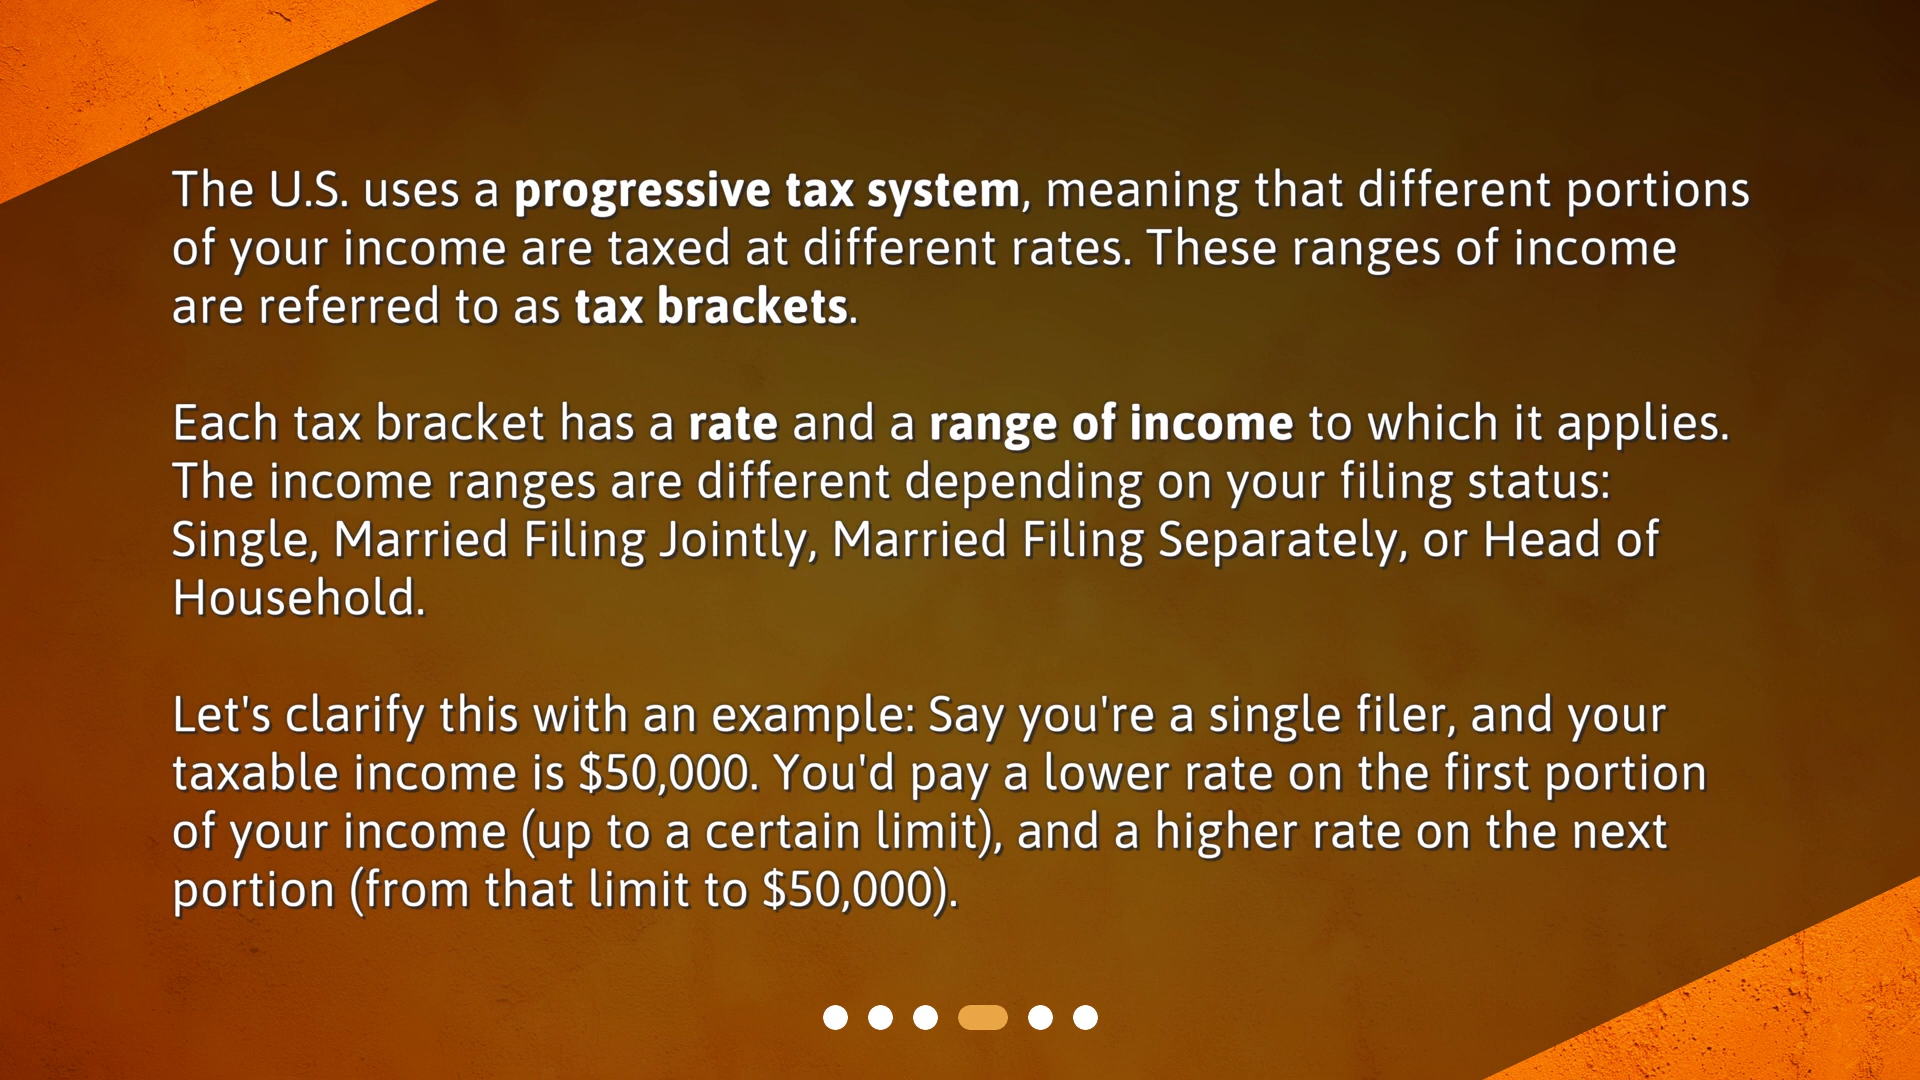 The U.S. uses a progressive tax system, meaning that different portions
of your income are taxed at different rates. These ranges of income
are referred to as tax brackets.
Each tax bracket has a rate and a range of income to which it applies.
The income ranges are different depending on your filing status:
Single, Married Filing Jointly, Married Filing Separately, or Head of
Household.
Let's clarify this with an example: Say you're a single filer, and your
taxable income is $50,000. You'd pay a lower rate on the first portion
of your income (up to a certain limit), and a higher rate on the next
portion (from that limit to $50,000).